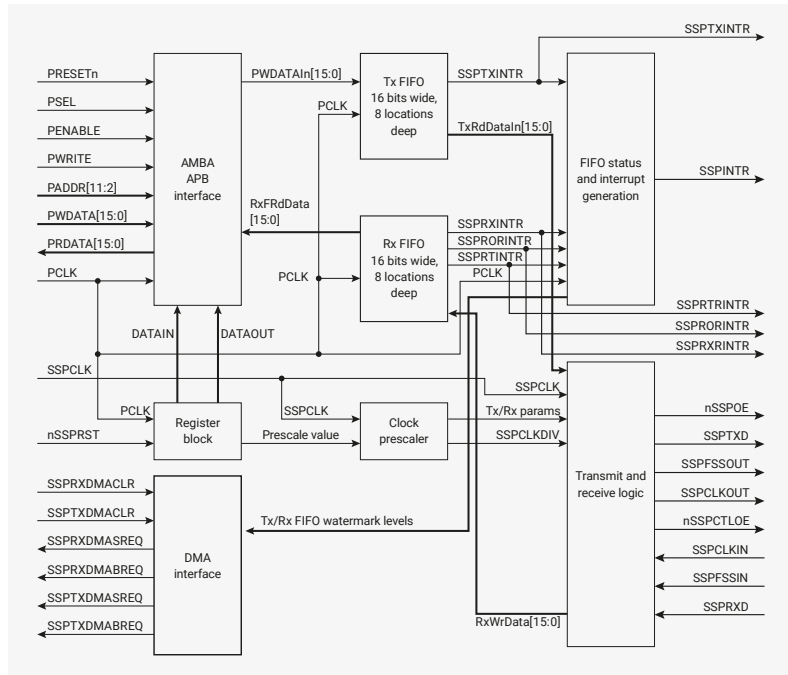 SSPTXINTR
PRESETn
PSEL
PENABLE
PWRITE
PADDR[11:2]
PWDATA[15:0]
PRDATA[15:0]
PCLK
AMBA
APB
interface
PWDATAIn[15:0]
PCLK
Tx FIFO
16 bits wide,
8 locations
deep
SSPTXINTR
TxRdDataIn[15:0]
FIFO status
and interrupt
generation
SSPINTR
RxFRdData
[15:0]
PCLK
Rx FIFO
16 bits wide,
8 locations
deep
SSPRXINTR
SSPRORINTR
SSPRTINTR
PCLK
SSPRTRINTR
SSPRORINTR
SSPRXRINTR
DATAIN
DATAOUT
SSPCLK
SSPCLK
PCLK
nSSPRST
Register
block
SSPCLK
Prescale value
Clock
prescaler
Tx/Rx params
SSPCLKDIV
Transmit and
receive logic
nSSPOE
SSPTXD
SSPFSSOUT
SSPCLKOUT
nSSPCTLOE
SSPCLKIN
SSPFSSIN
SSPRXD
SSPRXDMACLR
SSPTXDMACLR
SSPRXDMASREQ
SSPRXDMABREQ
SSPTXDMASREQ
SSPTXDMABREQ
DMA
interface
Tx/Rx FIFO watermark levels
RxWrData[15:0]